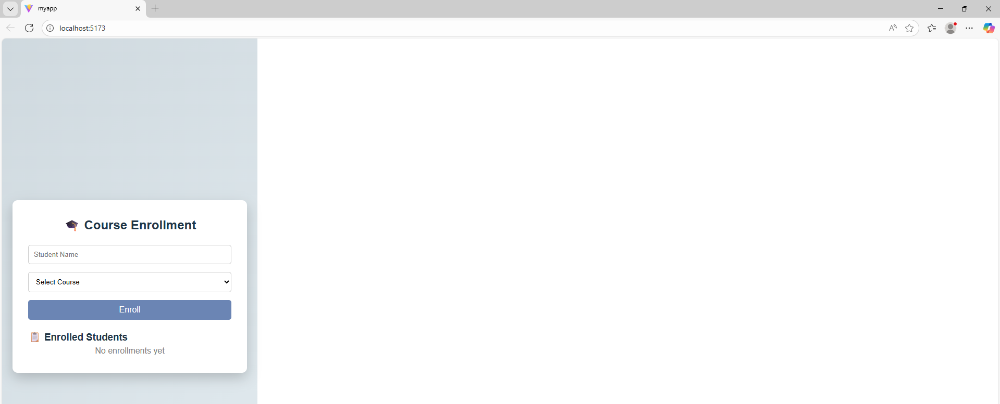 myapp
localhost:5173
Course Enrollment
Student Name
Select Course
Enroll
Enrolled Students
No enrollments yet